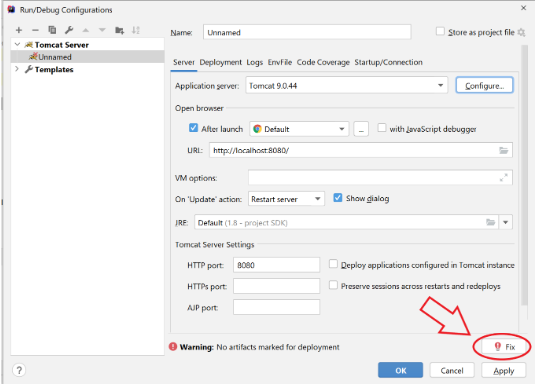 Run/Debug Configurations
Name: Unnamed
Store as project file
Tomcat Server
Unnamed
Templates
Server Deployment Logs EnvFile Code Coverage Startup/Connection
Application server: Tomcat 9.0.44 Configure...
Open browser
After launch Default ... with JavaScript debugger
URL: http://localhost:8080/
VM options:
On 'Update' action: Restart server Show dialog
JRE: Default (1.8 - project SDK)
Tomcat Server Settings
HTTP port: 8080 Deploy applications configured in Tomcat instance
HTTPs port: Preserve sessions across restarts and redeploys
AJP port:
Warning: No artifacts marked for deployment Fix
? OK Cancel Apply